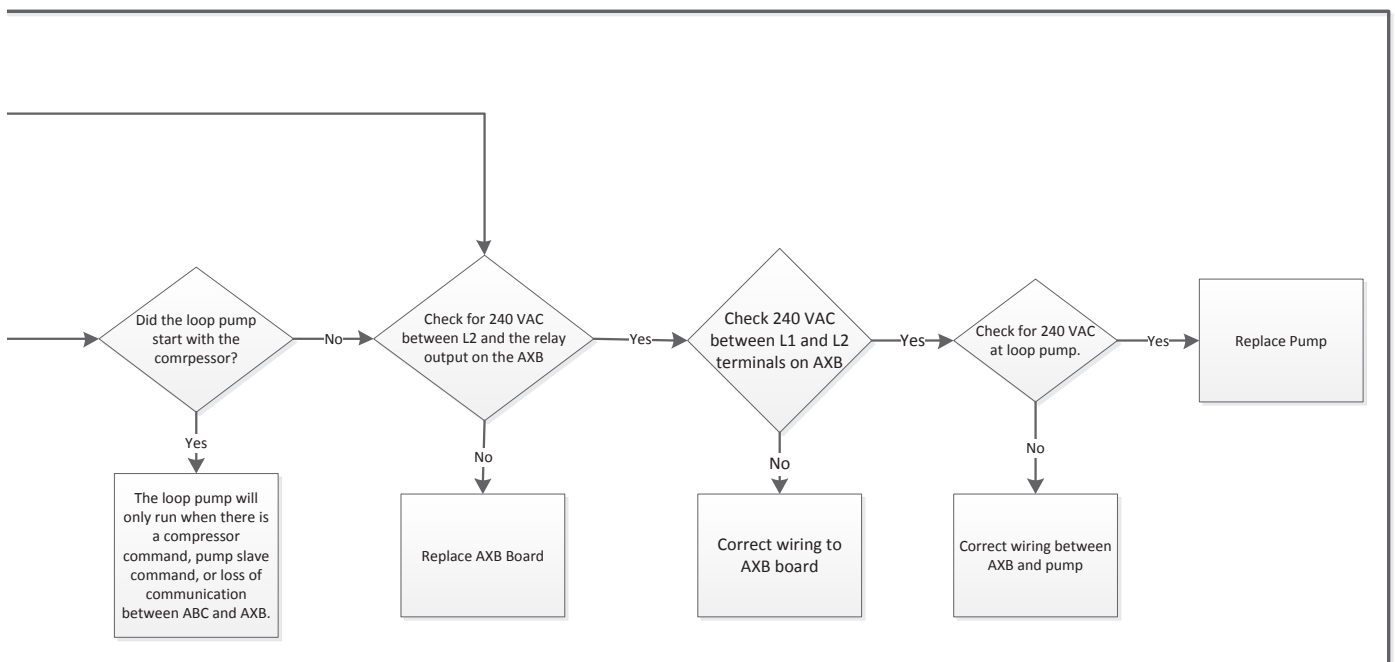 Did the loop pump
start with the
comrpessor?
No
Check for 240 VAC
between L2 and the relay
output on the AXB
Yes
Check 240 VAC
between L1 and L2
terminals on AXB
Yes
Check for 240 VAC
at loop pump.
Yes
Replace Pump
Yes
No
No
No
The loop pump will
only run when there is
a compressor
command, pump slave
command, or loss of
communication
between ABC and AXB.
Replace AXB Board
Correct wiring to
AXB board
Correct wiring between
AXB and pump